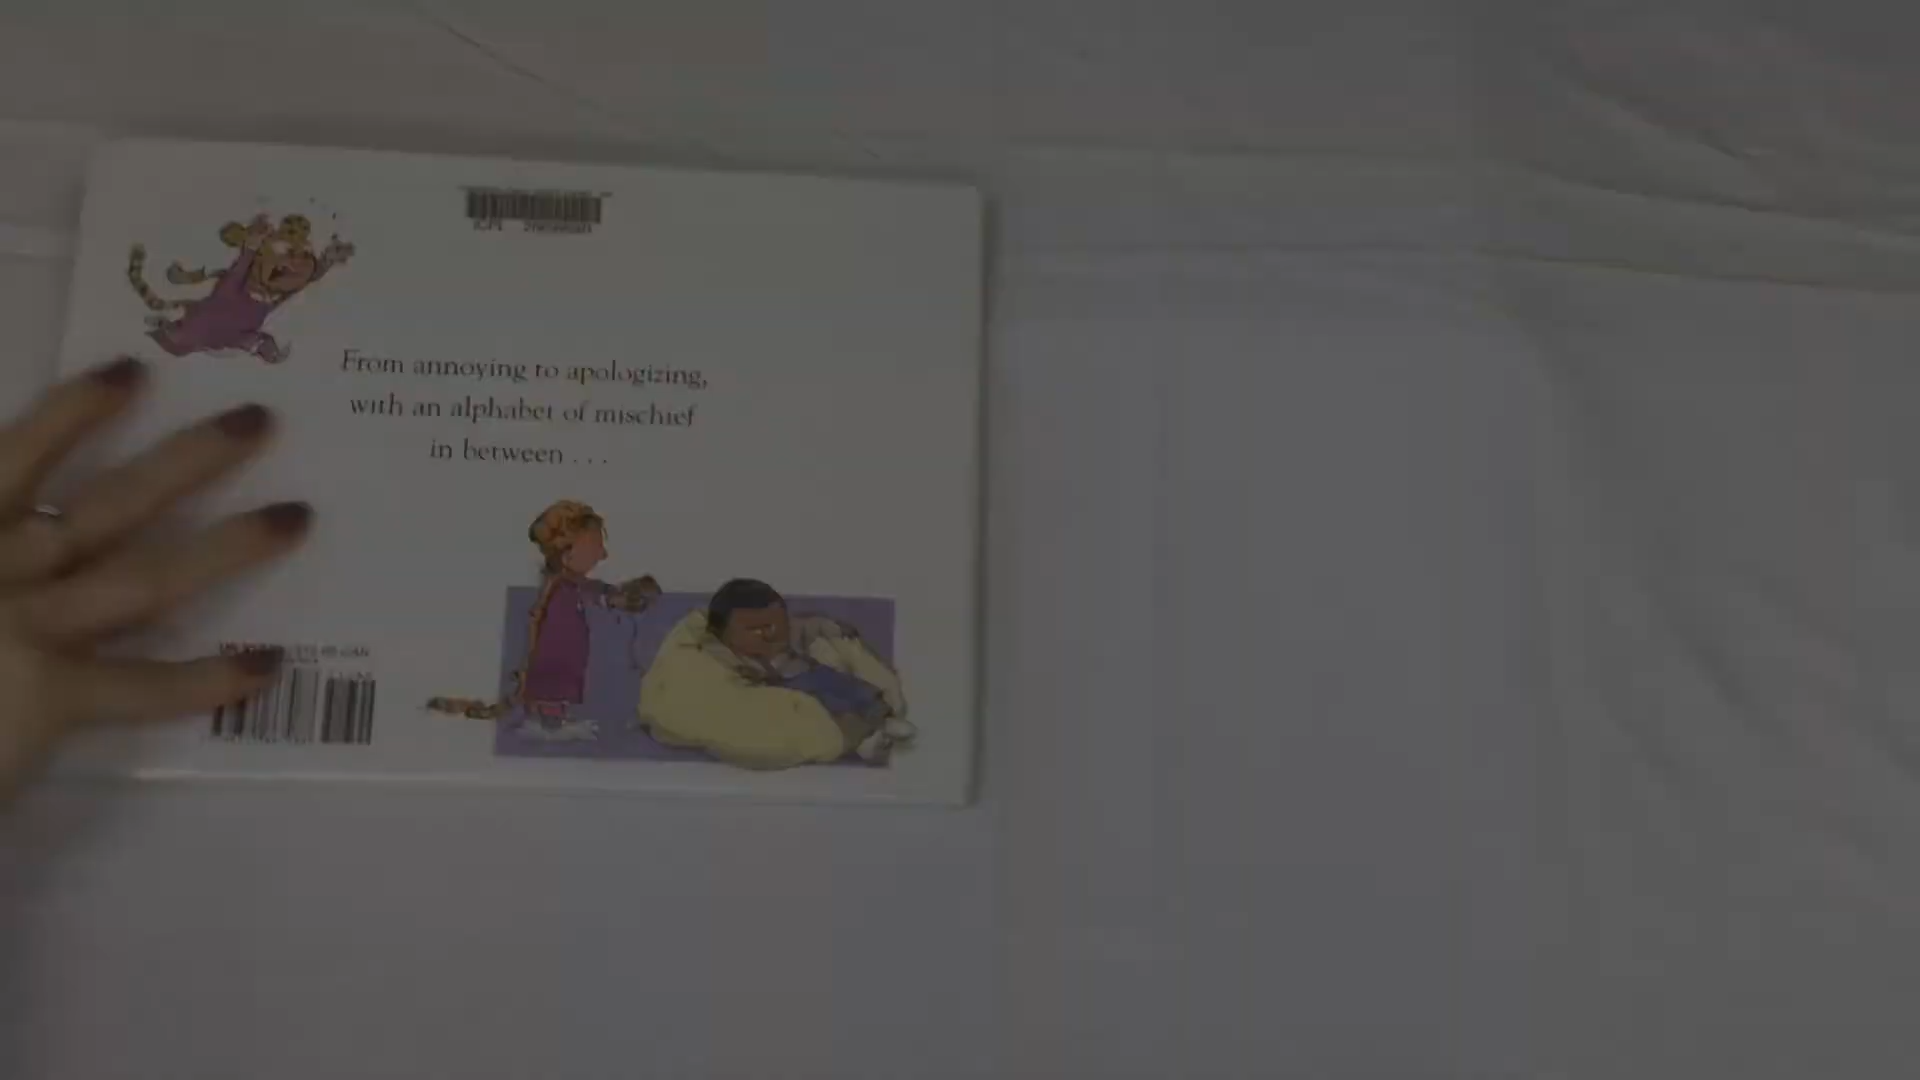 From annoying to apologizing,
with an alphabet of mischief
in between . . .